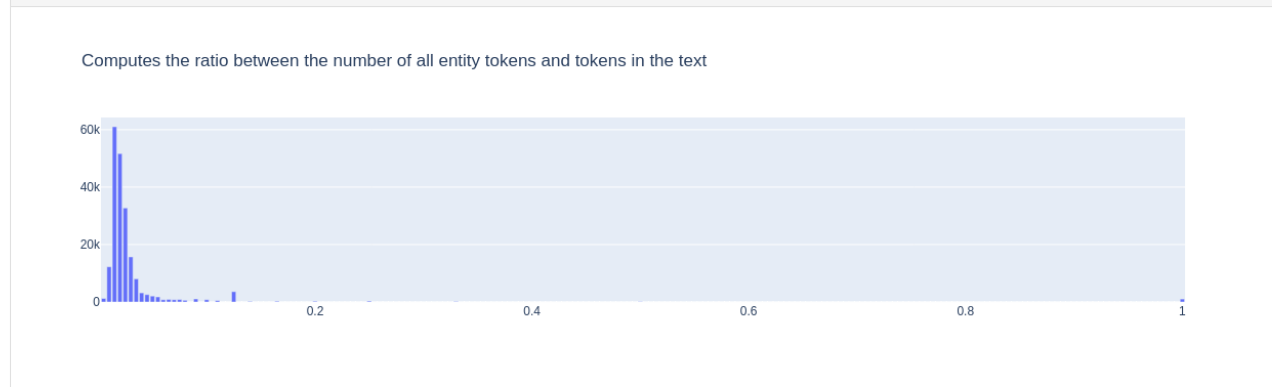 Computes the ratio between the number of all entity tokens and tokens in the text
60k
40k
20k
0
0.2 0.4 0.6 0.8 1